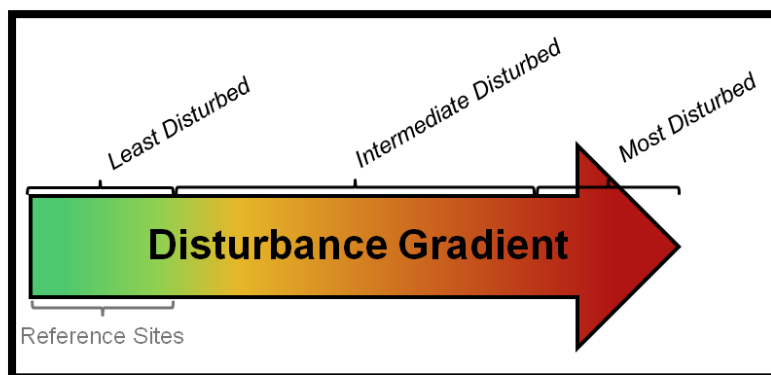 Least Disturbed
Intermediate Disturbed
Most Disturbed
Disturbance Gradient
Reference Sites